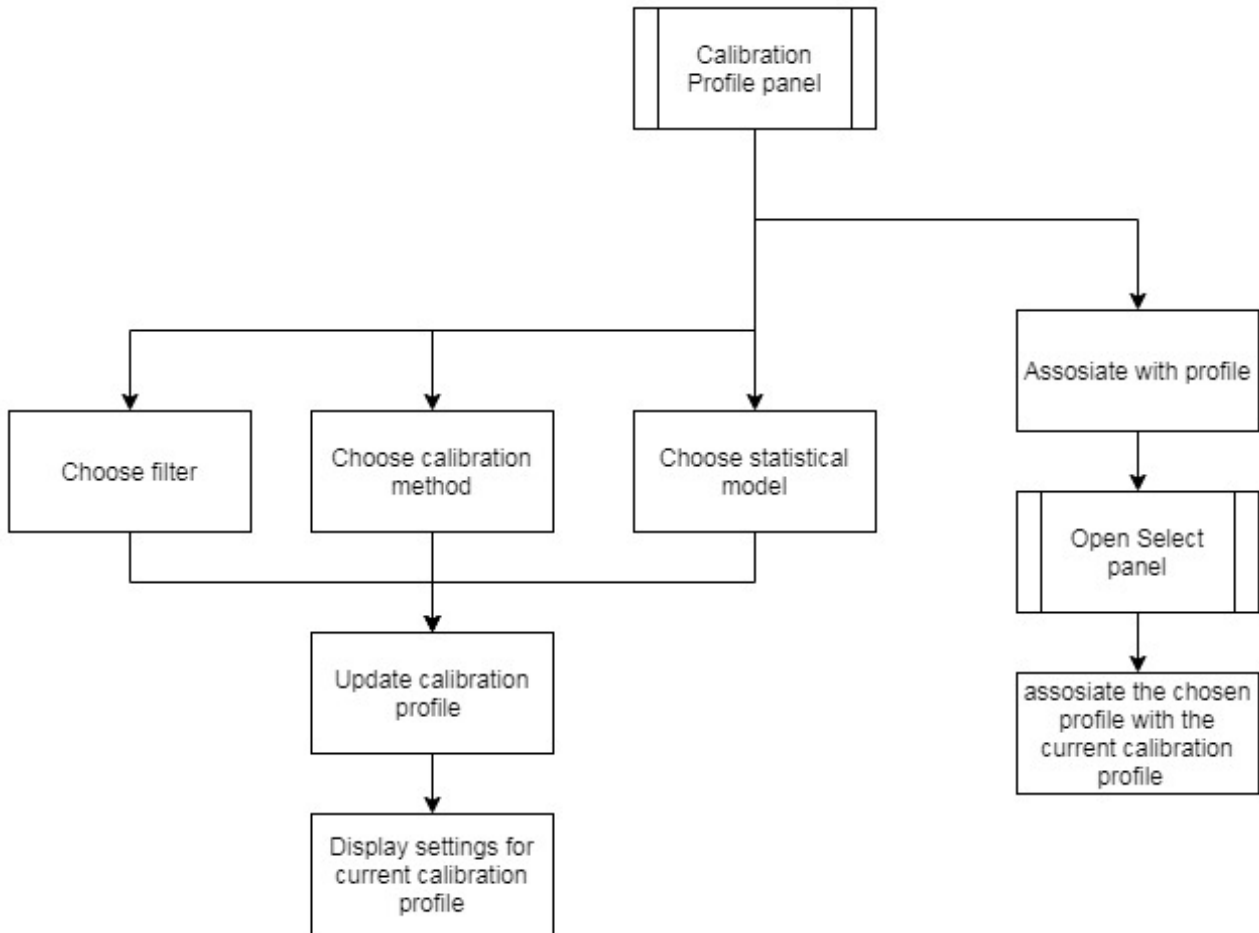 Calibration
Profile panel
Assosiate with profile
Choose filter
Choose calibration
method
Choose statistical
model
Open Select
panel
Update calibration
profile
assosiate the chosen
profile with the
current calibration
profile
Display settings for
current calibration
profile